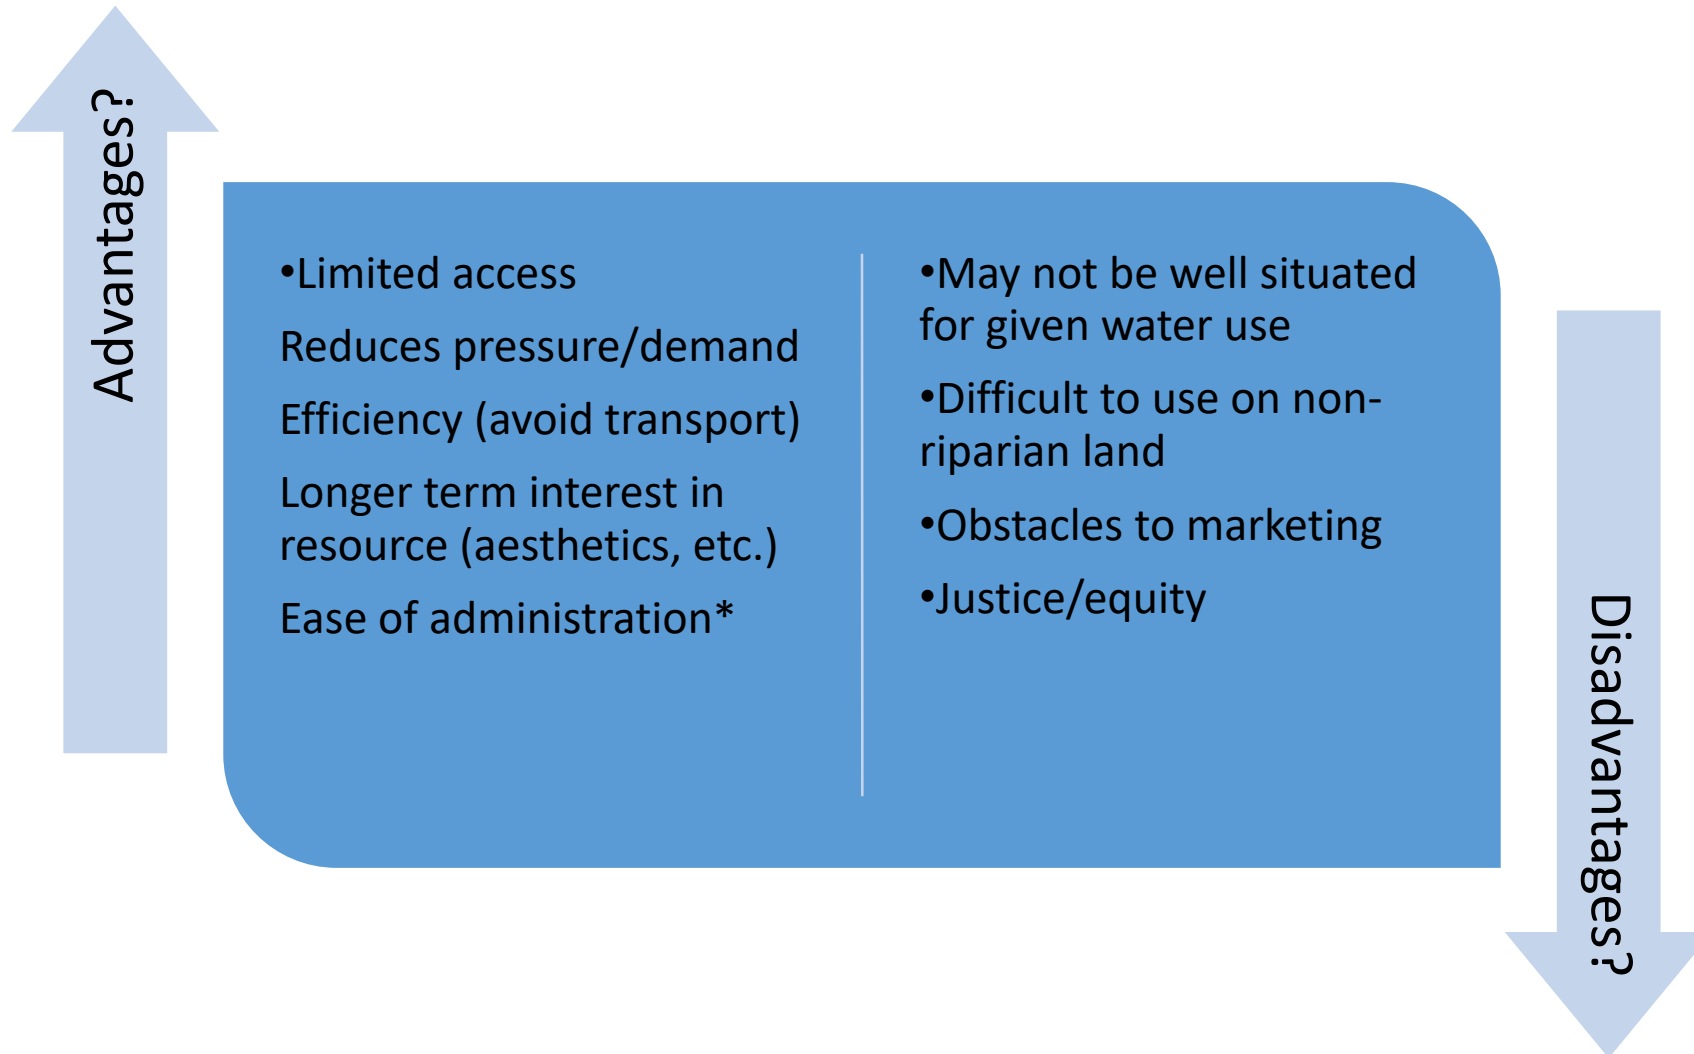 Advantages?
•Limited access
Reduces pressure/demand
Efficiency (avoid transport)
Longer term interest in
resource (aesthetics, etc.)
Ease of administration*
•May not be well situated
for given water use
•Difficult to use on non-
riparian land
•Obstacles to marketing
•Justice/equity
Disadvantages?